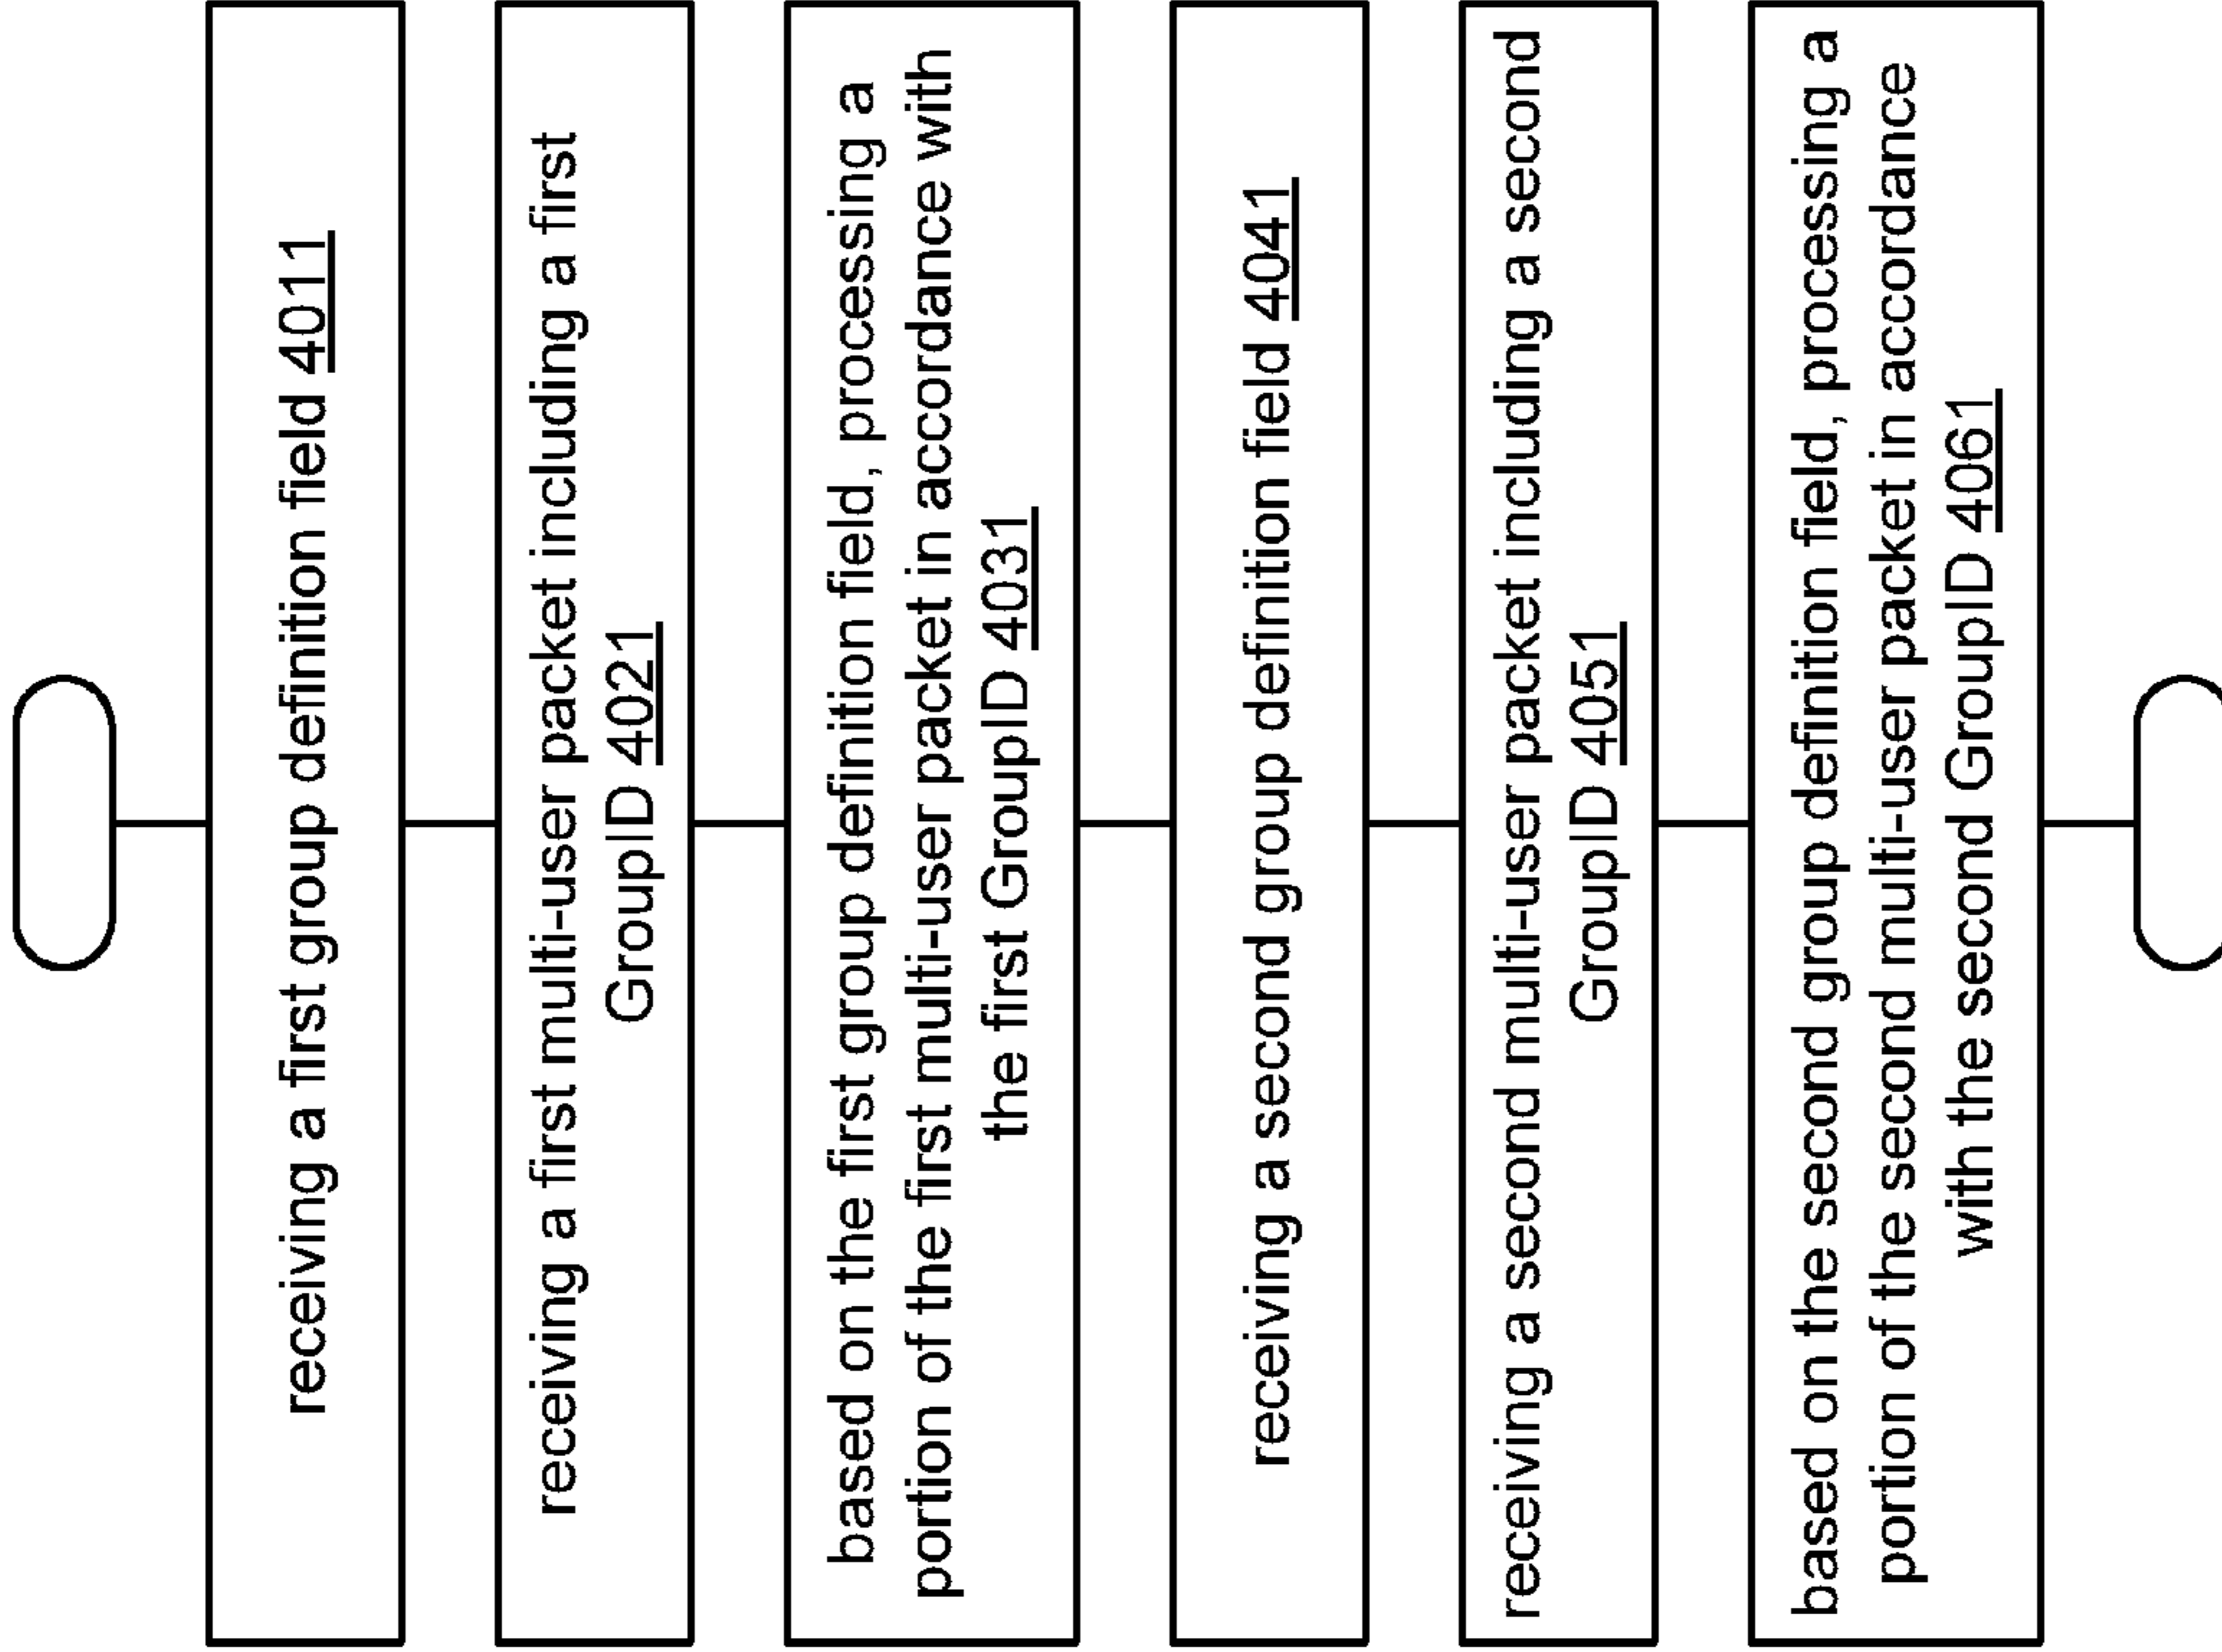 receiving a first group definition field 4011
receiving a first multi-user packet including a first
GroupID 4021
based on the first group definition field, processing a
portion of the first multi-user packet in accordance with
the first GroupID 4031
receiving a second group definition field 4041
receiving a second multi-user packet including a second
GroupID 4051
based on the second group definition field, processing a
portion of the second multi-user packet in accordance
with the second GroupID 4061